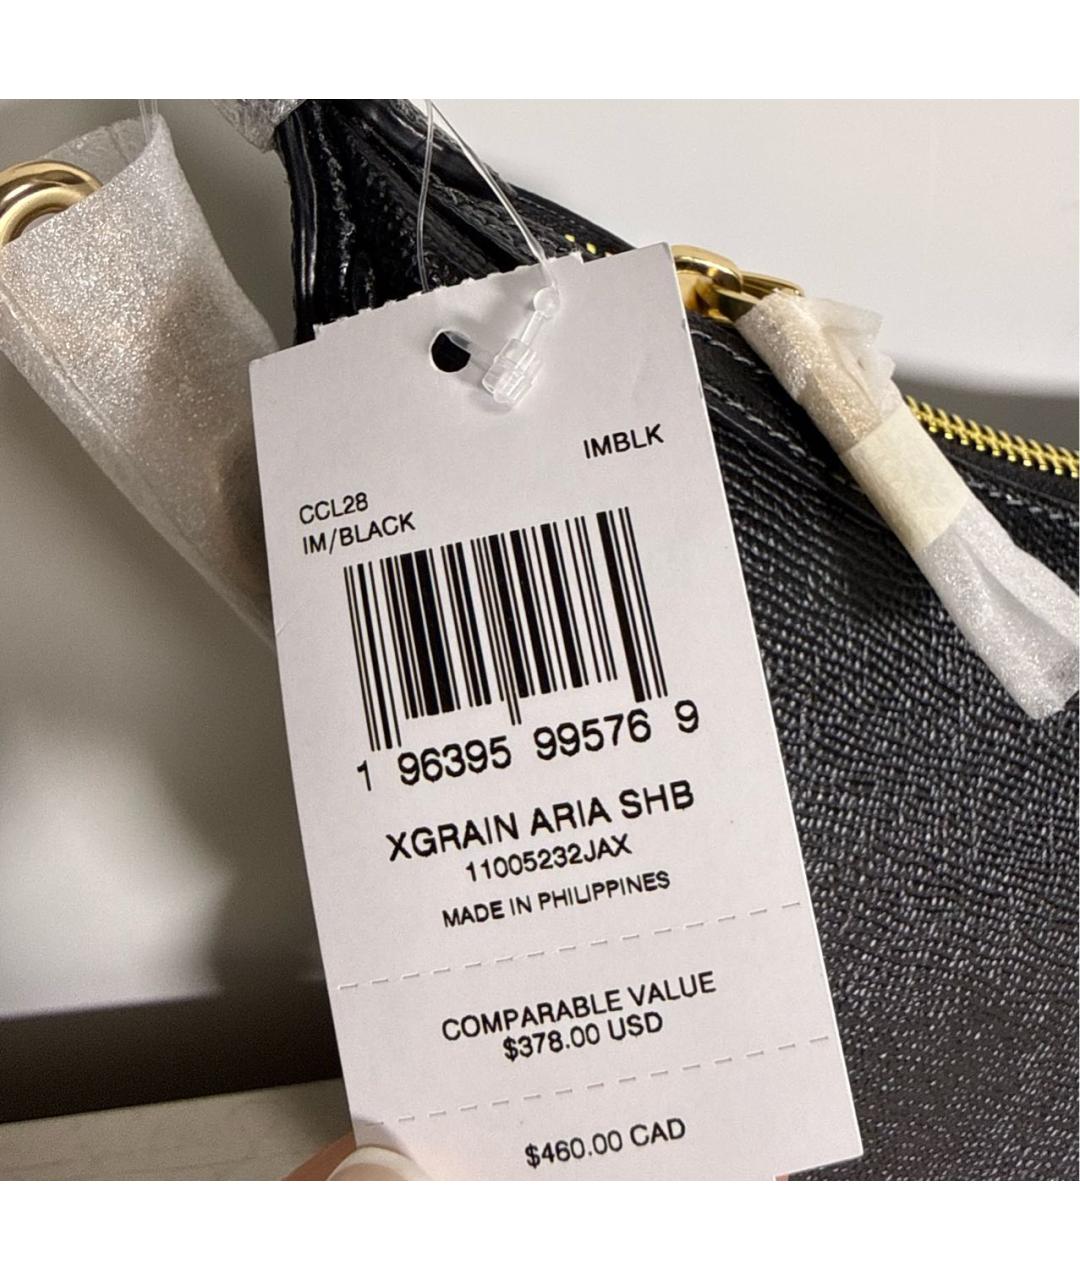 IMBLK
CCL28
IM/BLACK
1 96395 99576 9
XGRAIN ARIA SHB
11005232JAX
MADE IN PHILIPPINES
COMPARABLE VALUE
$378.00 USD
$460.00 CAD